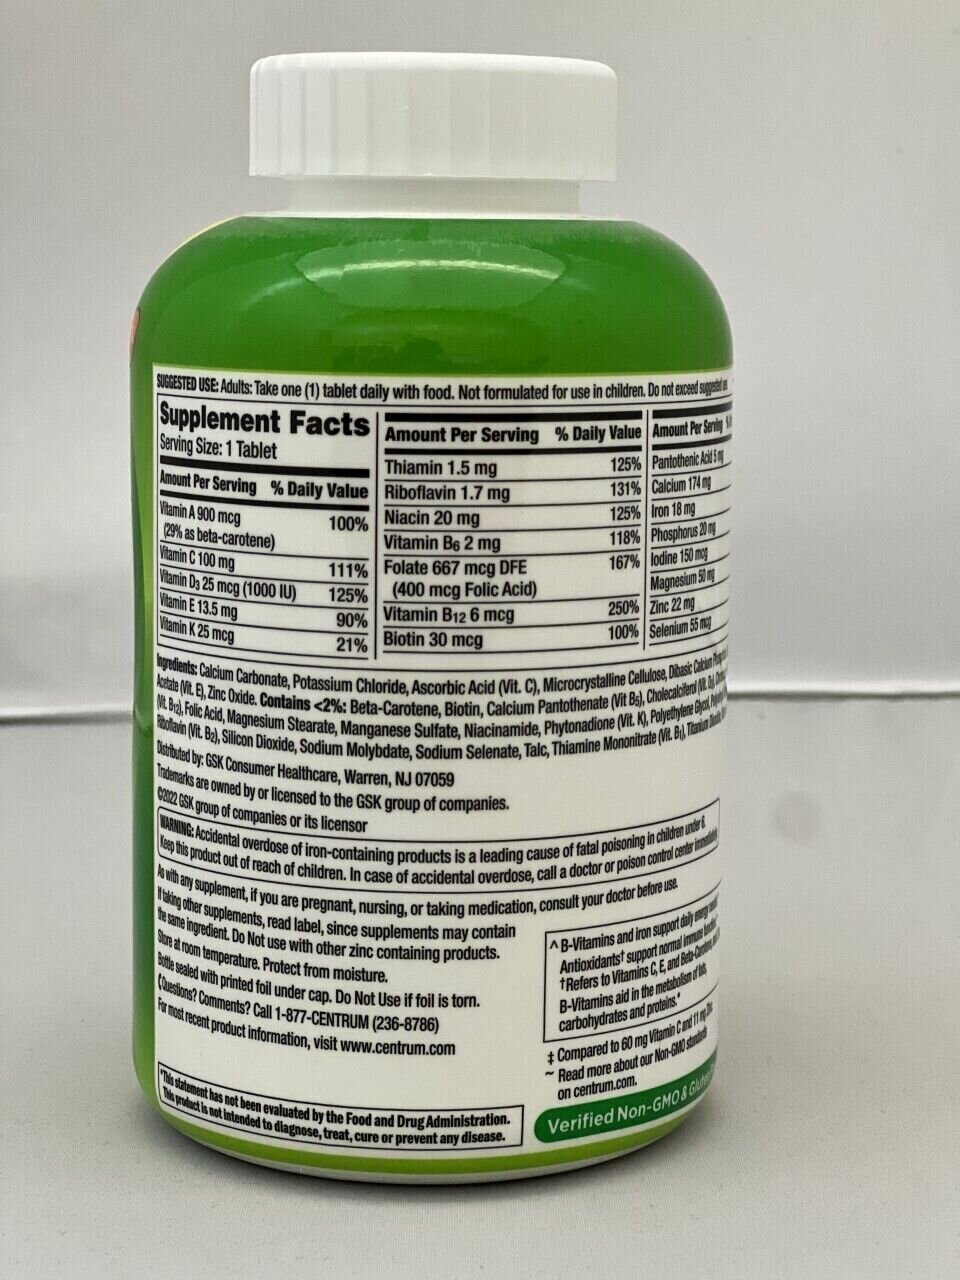 SUGGESTED USE: Adults: Take one (1) tablet daily with food. Not formulated for use in children. Do not exceed suggested use.
Supplement Facts
Serving Size: 1 Tablet
Amount Per Serving % Daily Value
Vitamin A 900 mcg 100%
(29% as beta-carotene)
Vitamin C 100 mg 111%
Vitamin D3 25 mcg (1000 IU) 125%
Vitamin E 13.5 mg 90%
Vitamin K 25 mcg 21%
Amount Per Serving % Daily Value
Thiamin 1.5 mg 125%
Riboflavin 1.7 mg 131%
Niacin 20 mg 125%
Vitamin B6 2 mg 118%
Folate 667 mcg DFE 167%
(400 mcg Folic Acid)
Vitamin B12 6 mcg 250%
Biotin 30 mcg 100%
Amount Per Serving
Pantothenic Acid 5 mg
Calcium 174 mg
Iron 18 mg
Phosphorus 20 mg
Iodine 150 mcg
Magnesium 50 mg
Zinc 22 mg
Selenium 55 mcg
Ingredients: Calcium Carbonate, Potassium Chloride, Ascorbic Acid (Vit. C), Microcrystalline Cellulose, Dibasic Calcium
Acetate (Vit. E), Zinc Oxide. Contains <2%: Beta-Carotene, Biotin, Calcium Pantothenate (Vit B5), Cholecalciferol (Vit. D3),
(Vit. B12), Folic Acid, Magnesium Stearate, Manganese Sulfate, Niacinamide, Phytonadione (Vit. K), Polyethylene Glycol,
Riboflavin (Vit. B2), Silicon Dioxide, Sodium Molybdate, Sodium Selenate, Talc, Thiamine Mononitrate (Vit. B1), Titanium
Distributed by: GSK Consumer Healthcare, Warren, NJ 07059
Trademarks are owned by or licensed to the GSK group of companies.
©2022 GSK group of companies or its licensor
WARNING: Accidental overdose of iron-containing products is a leading cause of fatal poisoning in children under 6.
Keep this product out of reach of children. In case of accidental overdose, call a doctor or poison control center immediately.
As with any supplement, if you are pregnant, nursing, or taking medication, consult your doctor before use.
If taking other supplements, read label, since supplements may contain
the same ingredient. Do Not use with other zinc containing products.
Store at room temperature. Protect from moisture.
Bottle sealed with printed foil under cap. Do Not Use if foil is torn.
Questions? Comments? Call 1-877-CENTRUM (236-8786)
For most recent product information, visit www.centrum.com
^ B-Vitamins and iron support daily energy
Antioxidants† support normal immune
†Refers to Vitamins C, E, and Beta-Carotene
B-Vitamins aid in the metabolism of fats,
carbohydrates and proteins.*
‡ Compared to 60 mg Vitamin C and 11 mg Zinc
~ Read more about our Non-GMO standards
on centrum.com.
*This statement has not been evaluated by the Food and Drug Administration.
This product is not intended to diagnose, treat, cure or prevent any disease.
Verified Non-GMO &